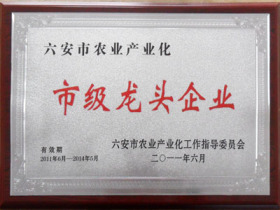 六安市农业产业化
市级龙头企业
有效期
2011年6月—2014年5月
六安市农业产业化工作指导委员会
二〇一一年六月